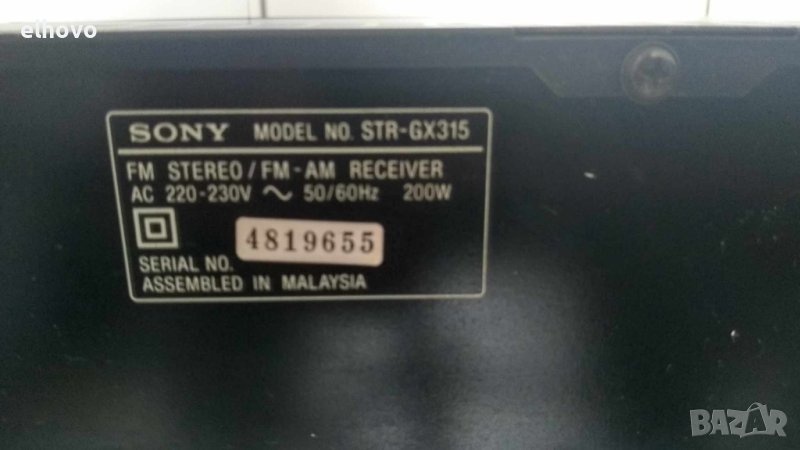 elhovo
SONY MODEL NO. STR-GX315
FM STEREO / FM-AM RECEIVER
AC 220-230V ~ 50/60Hz 200W
4819655
SERIAL NO.
ASSEMBLED IN MALAYSIA
BAZAR